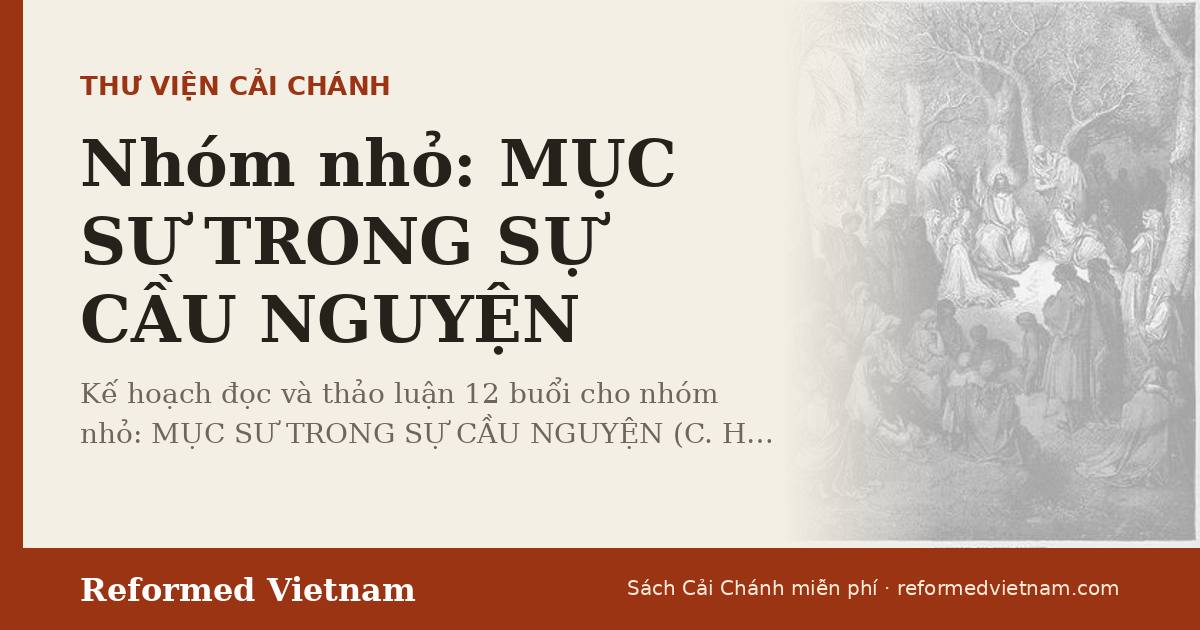 THƯ VIỆN CẢI CHÁNH
Nhóm nhỏ: MỤC
SƯ TRONG SỰ
CẦU NGUYỆN
Kế hoạch đọc và thảo luận 12 buổi cho nhóm
nhỏ: MỤC SƯ TRONG SỰ CẦU NGUYỆN (C. H...
Reformed Vietnam
Sách Cải Chánh miễn phí · reformedvietnam.com